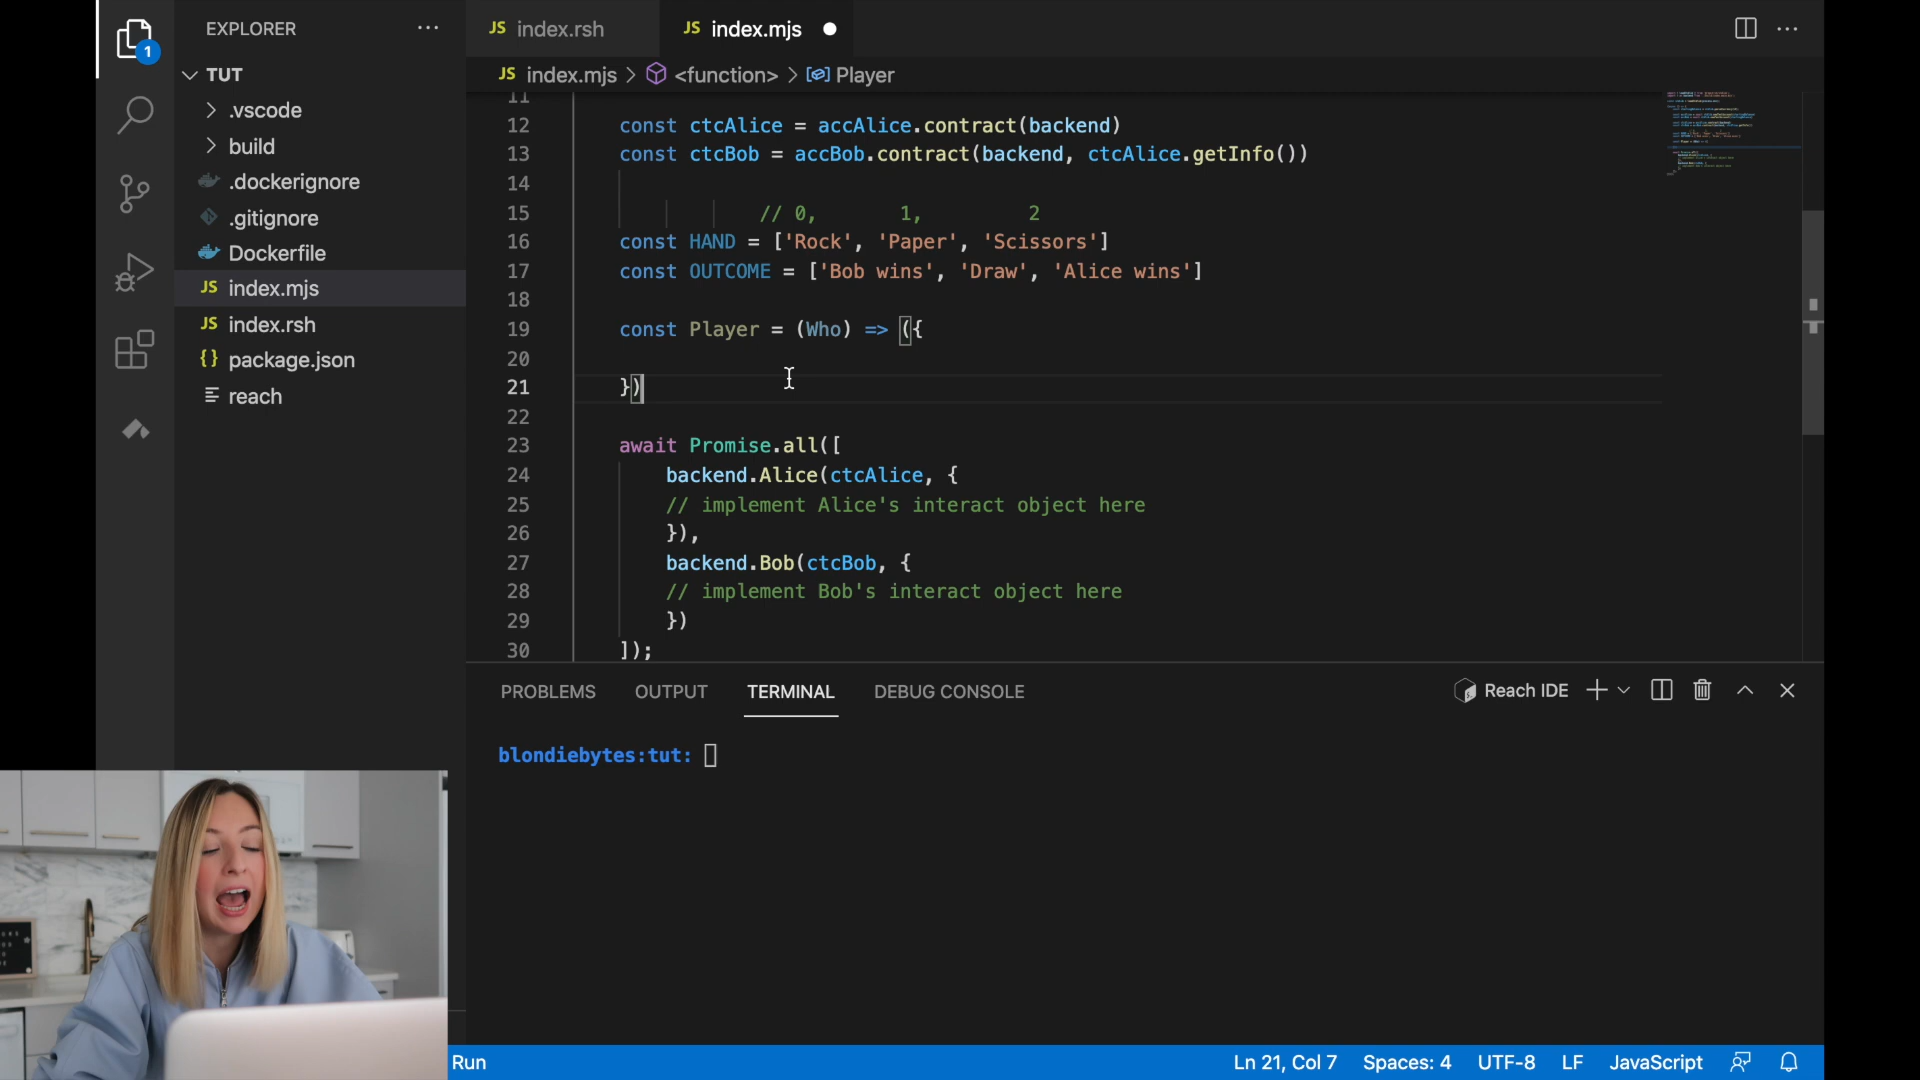 EXPLORER
TUT
.vscode
build
.dockerignore
.gitignore
Dockerfile
JS index.mjs
JS index.rsh
{} package.json
reach
1
JS index.rsh
JS index.mjs
JS index.mjs > <function> > Player
11
12 const ctcAlice = accAlice.contract(backend)
13 const ctcBob = accBob.contract(backend, ctcAlice.getInfo())
14
15 // 0, 1, 2
16 const HAND = ['Rock', 'Paper', 'Scissors']
17 const OUTCOME = ['Bob wins', 'Draw', 'Alice wins']
18
19 const Player = (Who) => ({
20
21 })
22
23 await Promise.all([
24 backend.Alice(ctcAlice, {
25 // implement Alice's interact object here
26 }),
27 backend.Bob(ctcBob, {
28 // implement Bob's interact object here
29 })
30 ]);
PROBLEMS OUTPUT TERMINAL DEBUG CONSOLE Reach IDE
blondiebytes:tut:
Run Ln 21, Col 7 Spaces: 4 UTF-8 LF JavaScript